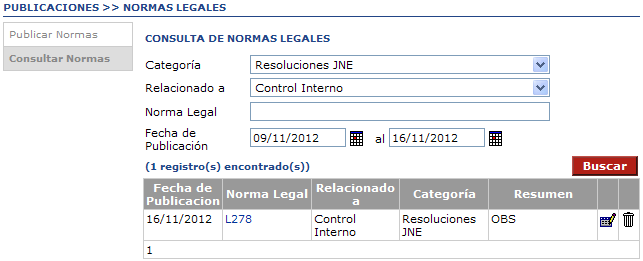 PUBLICACIONES >> NORMAS LEGALES
Publicar Normas
Consultar Normas
CONSULTA DE NORMAS LEGALES
Categoría Resoluciones JNE
Relacionado a Control Interno
Norma Legal
Fecha de Publicación 09/11/2012 al 16/11/2012
(1 registro(s) encontrado(s)) Buscar
Fecha de Publicacion Norma Legal Relacionado a Categoría Resumen
16/11/2012 L278 Control Interno Resoluciones JNE OBS
1